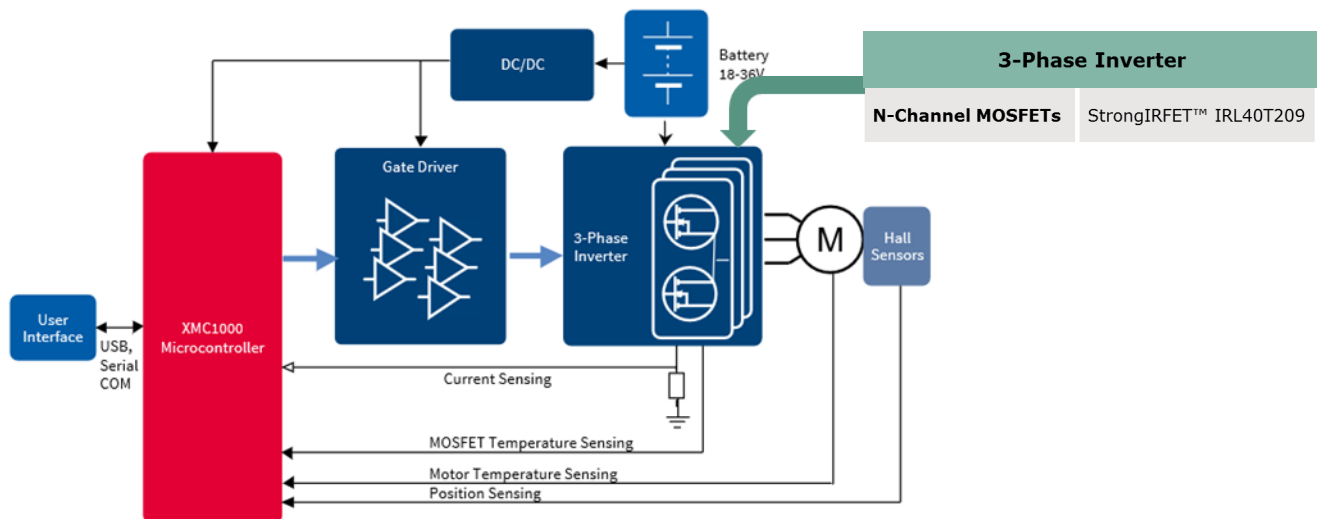 DC/DC
Battery
18-36V
3-Phase Inverter
N-Channel MOSFETs
StrongIRFET™ IRL40T209
Gate Driver
3-Phase
Inverter
M
Hall
Sensors
User
Interface
USB,
Serial
COM
XMC1000
Microcontroller
Current Sensing
MOSFET Temperature Sensing
Motor Temperature Sensing
Position Sensing